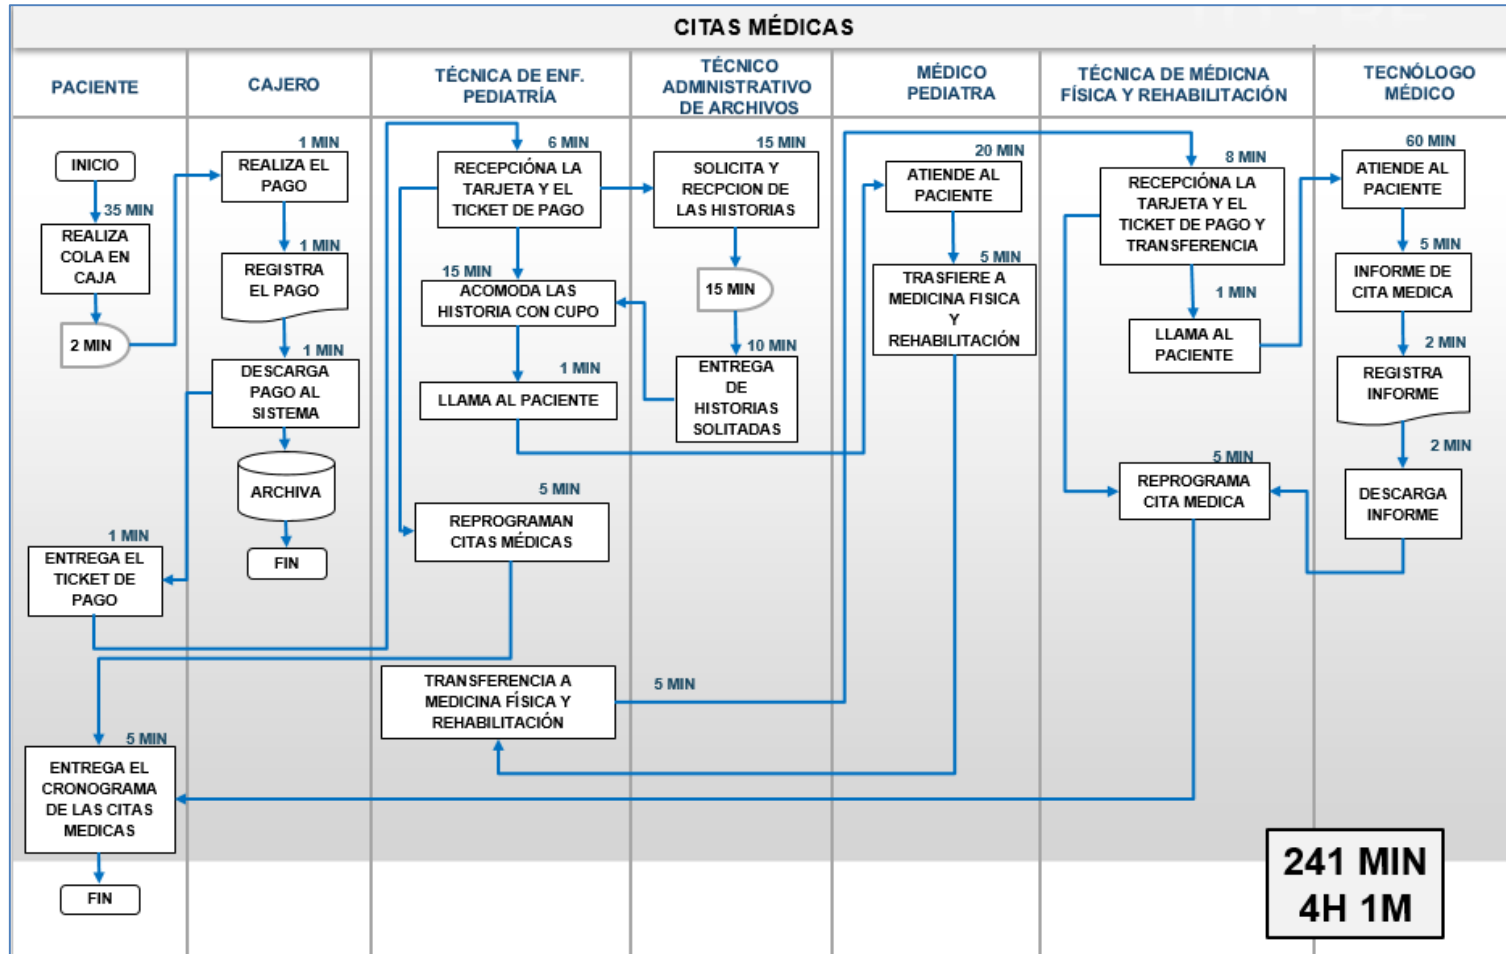 CITAS MÉDICAS
PACIENTE
CAJERO
TÉCNICA DE ENF.
PEDIATRÍA
TÉCNICO
ADMINISTRATIVO
DE ARCHIVOS
MÉDICO
PEDIATRA
TÉCNICA DE MÉDICNA
FÍSICA Y REHABILITACIÓN
TECNÓLOGO
MÉDICO
INICIO
35 MIN
REALIZA
COLA EN
CAJA
2 MIN
1 MIN
ENTREGA EL
TICKET DE
PAGO
5 MIN
ENTREGA EL
CRONOGRAMA
DE LAS CITAS
MEDICAS
FIN
1 MIN
REALIZA EL
PAGO
1 MIN
REGISTRA
EL PAGO
1 MIN
DESCARGA
PAGO AL
SISTEMA
ARCHIVA
FIN
6 MIN
RECEPCIÓNA LA
TARJETA Y EL
TICKET DE PAGO
15 MIN
ACOMODA LAS
HISTORIA CON CUPO
1 MIN
LLAMA AL PACIENTE
5 MIN
REPROGRAMAN
CITAS MÉDICAS
TRANSFERENCIA A
MEDICINA FÍSICA Y
REHABILITACIÓN
5 MIN
15 MIN
SOLICITA Y
RECPCION DE
LAS HISTORIAS
15 MIN
10 MIN
ENTREGA
DE
HISTORIAS
SOLITADAS
20 MIN
ATIENDE AL
PACIENTE
5 MIN
TRASFIERE A
MEDICINA FISICA
Y
REHABILITACIÓN
8 MIN
RECEPCIÓNA LA
TARJETA Y EL
TICKET DE PAGO Y
TRANSFERENCIA
1 MIN
LLAMA AL
PACIENTE
5 MIN
REPROGRAMA
CITA MEDICA
60 MIN
ATIENDE AL
PACIENTE
5 MIN
INFORME DE
CITA MEDICA
2 MIN
REGISTRA
INFORME
2 MIN
DESCARGA
INFORME
241 MIN
4H 1M